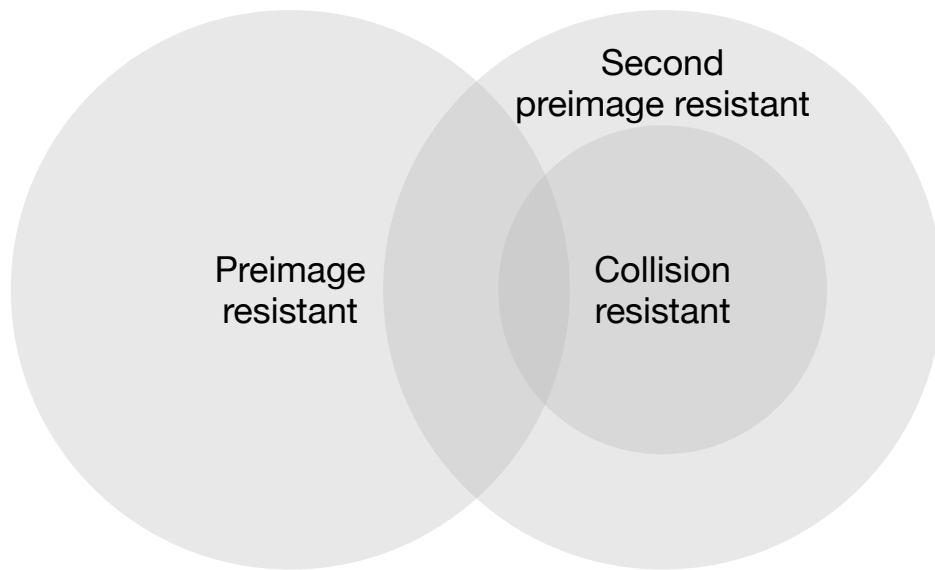 Second
preimage resistant
Preimage
resistant
Collision
resistant